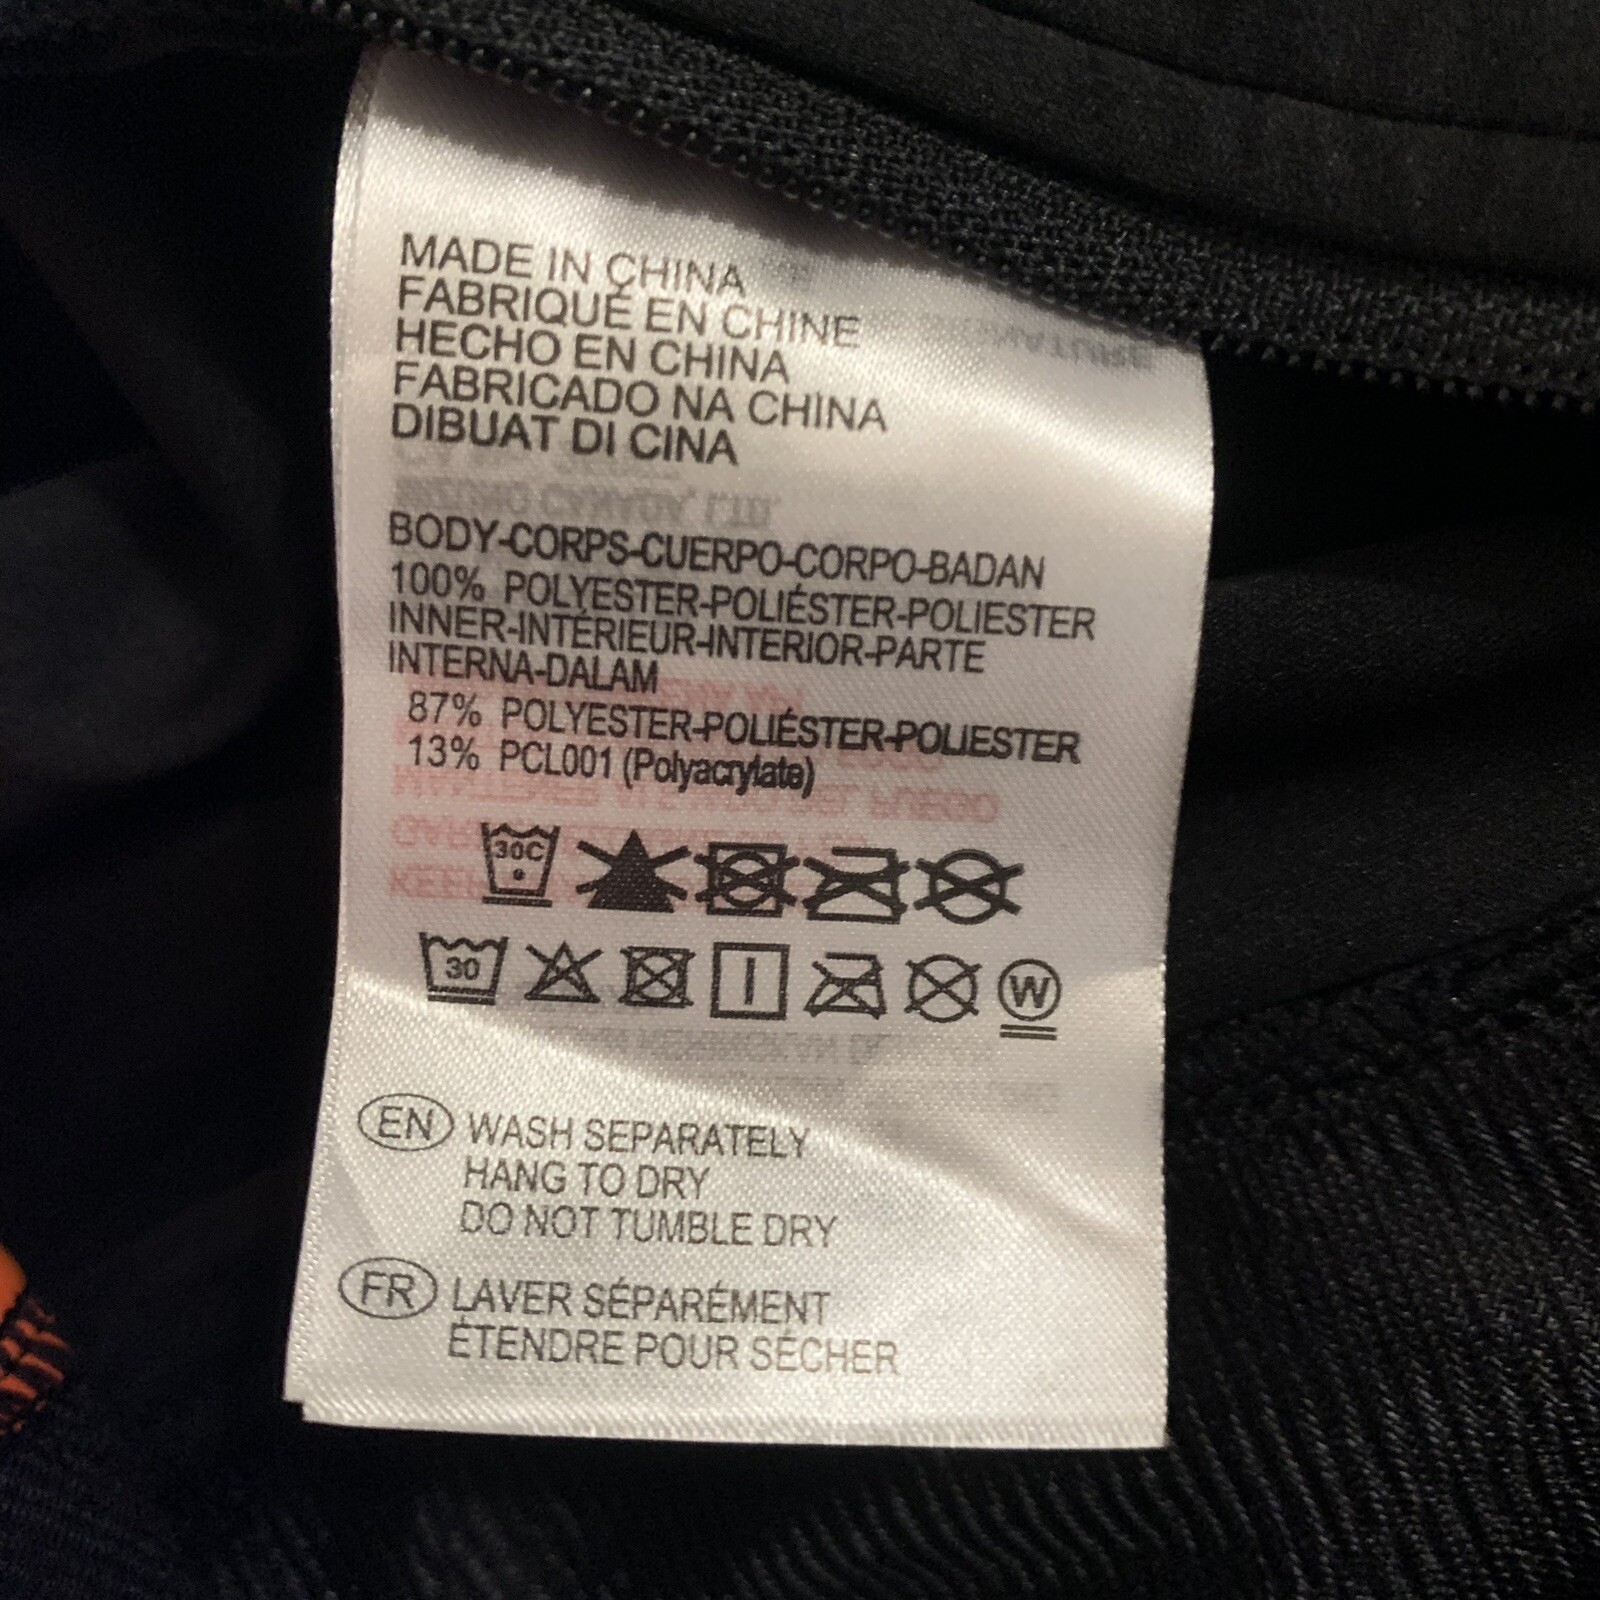 MADE IN CHINA
FABRIQUÉ EN CHINE
HECHO EN CHINA
FABRICADO NA CHINA
DIBUAT DI CINA
BODY-CORPS-CUERPO-CORPO-BADAN
100% POLYESTER-POLIÉSTER-POLIESTER
INNER-INTÉRIEUR-INTERIOR-PARTE
INTERNA-DALAM
87% POLYESTER-POLIÉSTER-POLIESTER
13% PCL001 (Polyacrylate)
30C
30 W
EN WASH SEPARATELY
HANG TO DRY
DO NOT TUMBLE DRY
FR LAVER SÉPARÉMENT
ÉTENDRE POUR SÉCHER